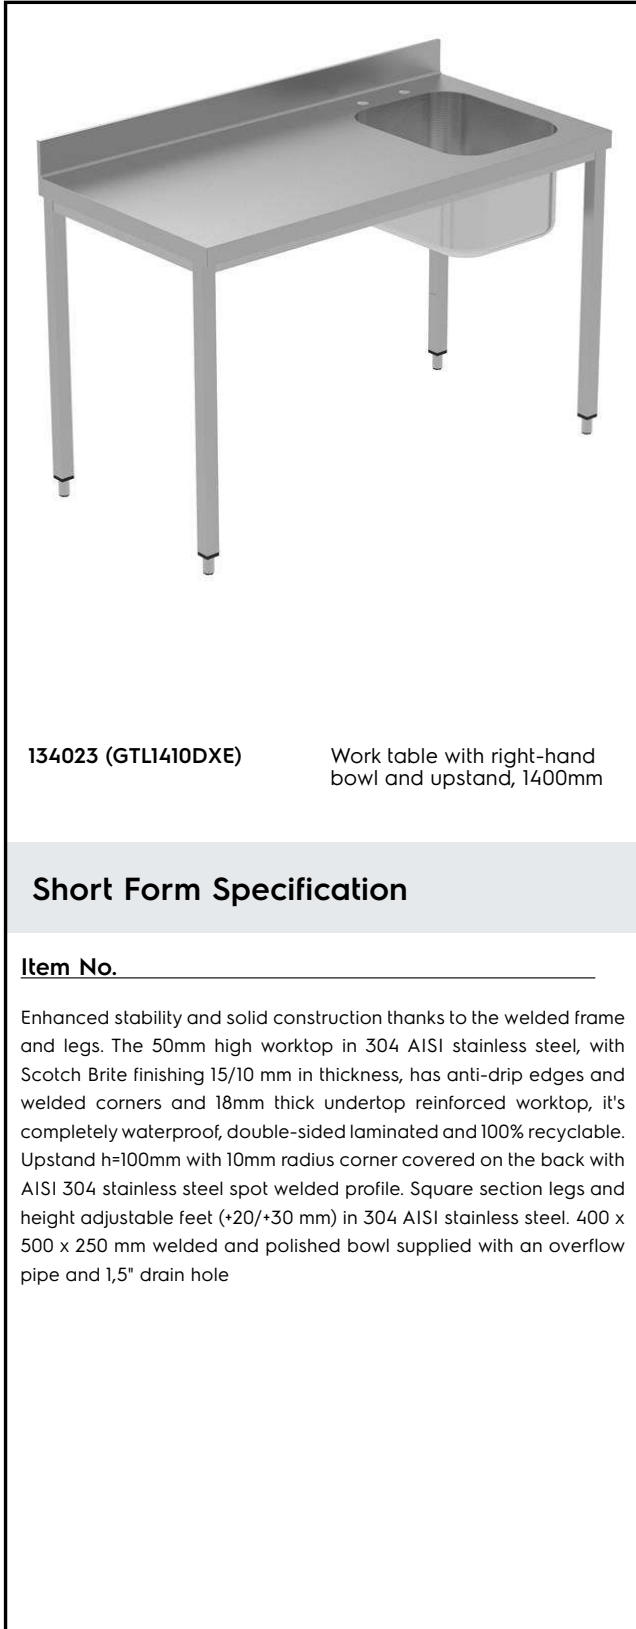 134023 (GTL1410DXE)
Work table with right-hand
bowl and upstand, 1400mm
Short Form Specification
Item No.
Enhanced stability and solid construction thanks to the welded frame
and legs. The 50mm high worktop in 304 AISI stainless steel, with
Scotch Brite finishing 15/10 mm in thickness, has anti-drip edges and
welded corners and 18mm thick undertop reinforced worktop, it's
completely waterproof, double-sided laminated and 100% recyclable.
Upstand h=100mm with 10mm radius corner covered on the back with
AISI 304 stainless steel spot welded profile. Square section legs and
height adjustable feet (+20/+30 mm) in 304 AISI stainless steel. 400 x
500 x 250 mm welded and polished bowl supplied with an overflow
pipe and 1,5" drain hole